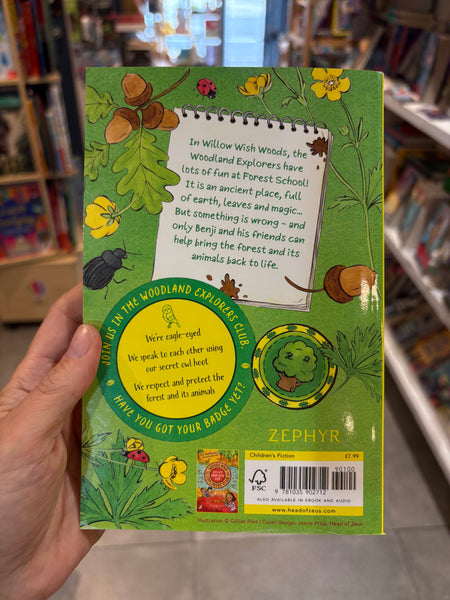 In Willow Wish Woods, the
Woodland Explorers have
lots of fun at Forest School!
It is an ancient place, full
of earth, leaves and magic...
But something is wrong – and
only Benji and his friends can
help bring the forest and its
animals back to life.
JOIN US IN THE WOODLAND EXPLORERS CLUB.
We're eagle-eyed
We speak to each other using
our secret owl hoot
We respect and protect the
forest and its animals
HAVE YOU GOT YOUR BADGE YET?
ZEPHYR
Children's Fiction
£7.99
90100
FSC
9 781035 902712
ALSO AVAILABLE IN EBOOK AND AUDIO
www.headofzeus.com
Illustration © Gillian Flint | Cover design: Jessie Price, Head of Zeus